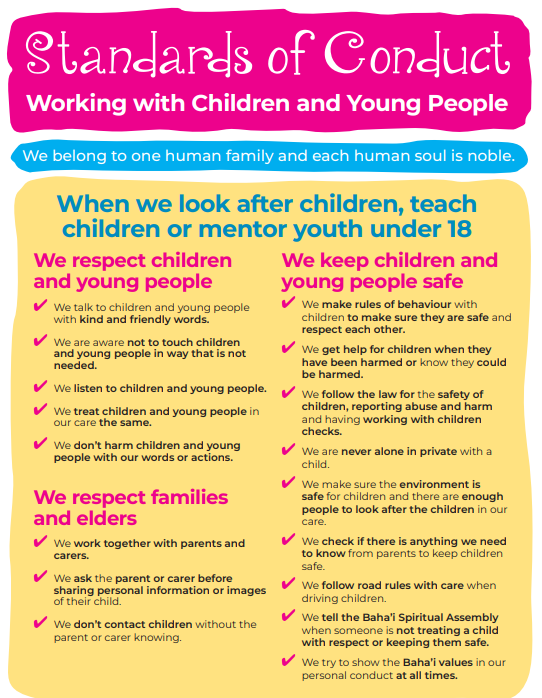 Standards of Conduct
Working with Children and Young People
We belong to one human family and each human soul is noble.
When we look after children, teach
children or mentor youth under 18
We respect children
and young people
✔ We talk to children and young people
with kind and friendly words.
✔ We are aware not to touch children
and young people in way that is not
needed.
✔ We listen to children and young people.
✔ We treat children and young people in
our care the same.
✔ We don't harm children and young
people with our words or actions.
We respect families
and elders
✔ We work together with parents and
carers.
✔ We ask the parent or carer before
sharing personal information or images
of their child.
✔ We don't contact children without the
parent or carer knowing.
We keep children and
young people safe
✔ We make rules of behaviour with
children to make sure they are safe and
respect each other.
✔ We get help for children when they
have been harmed or know they could
be harmed.
✔ We follow the law for the safety of
children, reporting abuse and harm
and having working with children
checks.
✔ We are never alone in private with a
child.
✔ We make sure the environment is
safe for children and there are enough
people to look after the children in our
care.
✔ We check if there is anything we need
to know from parents to keep children
safe.
✔ We follow road rules with care when
driving children.
✔ We tell the Baha'i Spiritual Assembly
when someone is not treating a child
with respect or keeping them safe.
✔ We try to show the Baha'i values in our
personal conduct at all times.